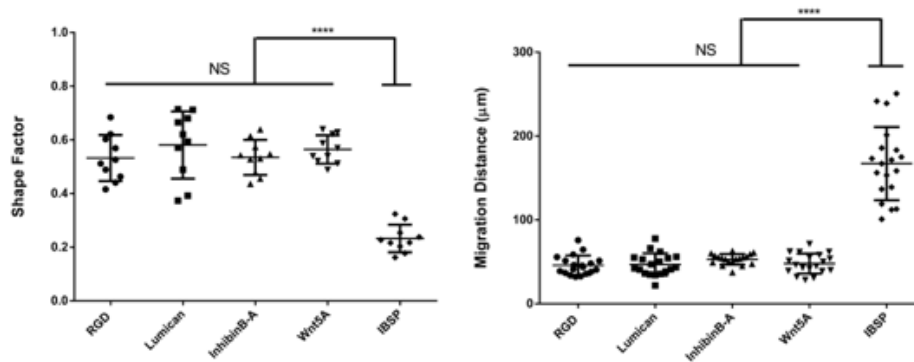 ****
NS
1.0
0.8
0.6
0.4
0.2
0.0
Shape Factor
RGD
Lumican
InhibinB-A
Wnt5A
IBSP
****
NS
300
200
100
0
Migration Distance (μm)
RGD
Lumican
InhibinB-A
Wnt5A
IBSP